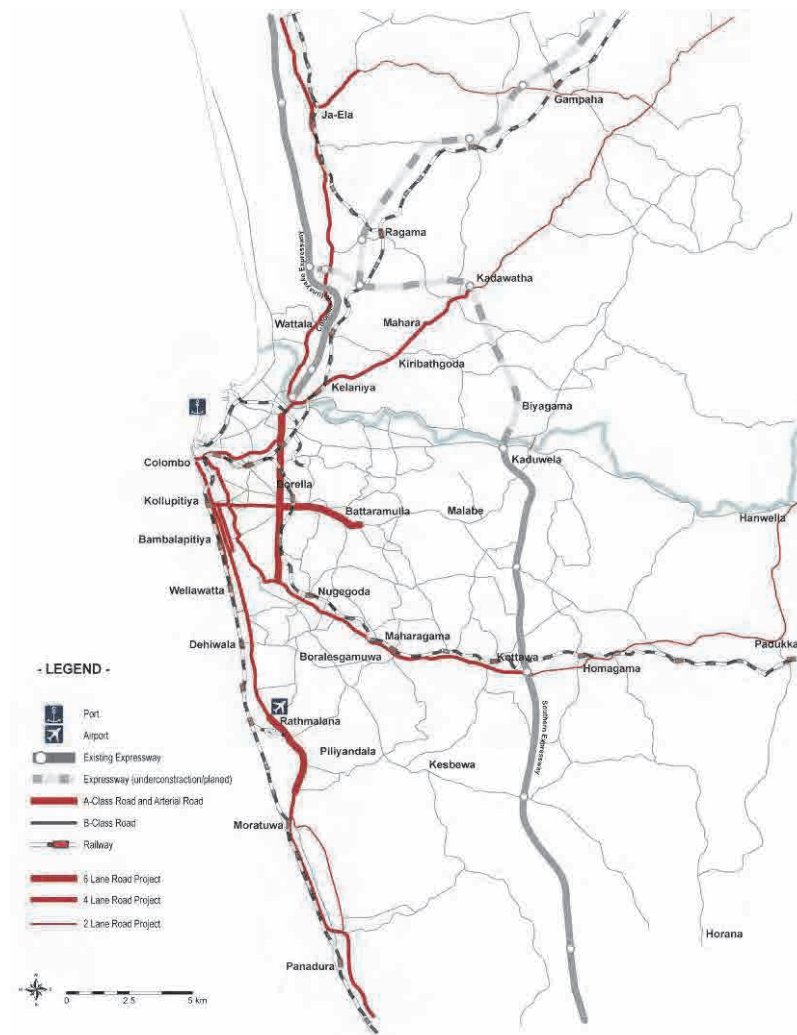 Gampaha
Ja-Ela
Ragama
Kadawatha
Wattala
Mahara
Kiribathgoda
Kelaniya
Biyagama
Colombo
Kaduwela
Borella
Kollupitiya
Battaramulla
Malabe
Hanwella
Bambalapitiya
Wellawatta
Nugegoda
Dehiwala
Maharagama
Boralesgamuwa
Kottawa
Padukka
Homagama
Southern Expressway
Rathmalana
Piliyandala
Kesbewa
Moratuwa
Horana
Panadura
- LEGEND -
Port
Airport
Existing Expressway
Expressway (underconstraction/planed)
A-Class Road and Arterial Road
B-Class Road
Railway
6 Lane Road Project
4 Lane Road Project
2 Lane Road Project
0 2.5 5 km